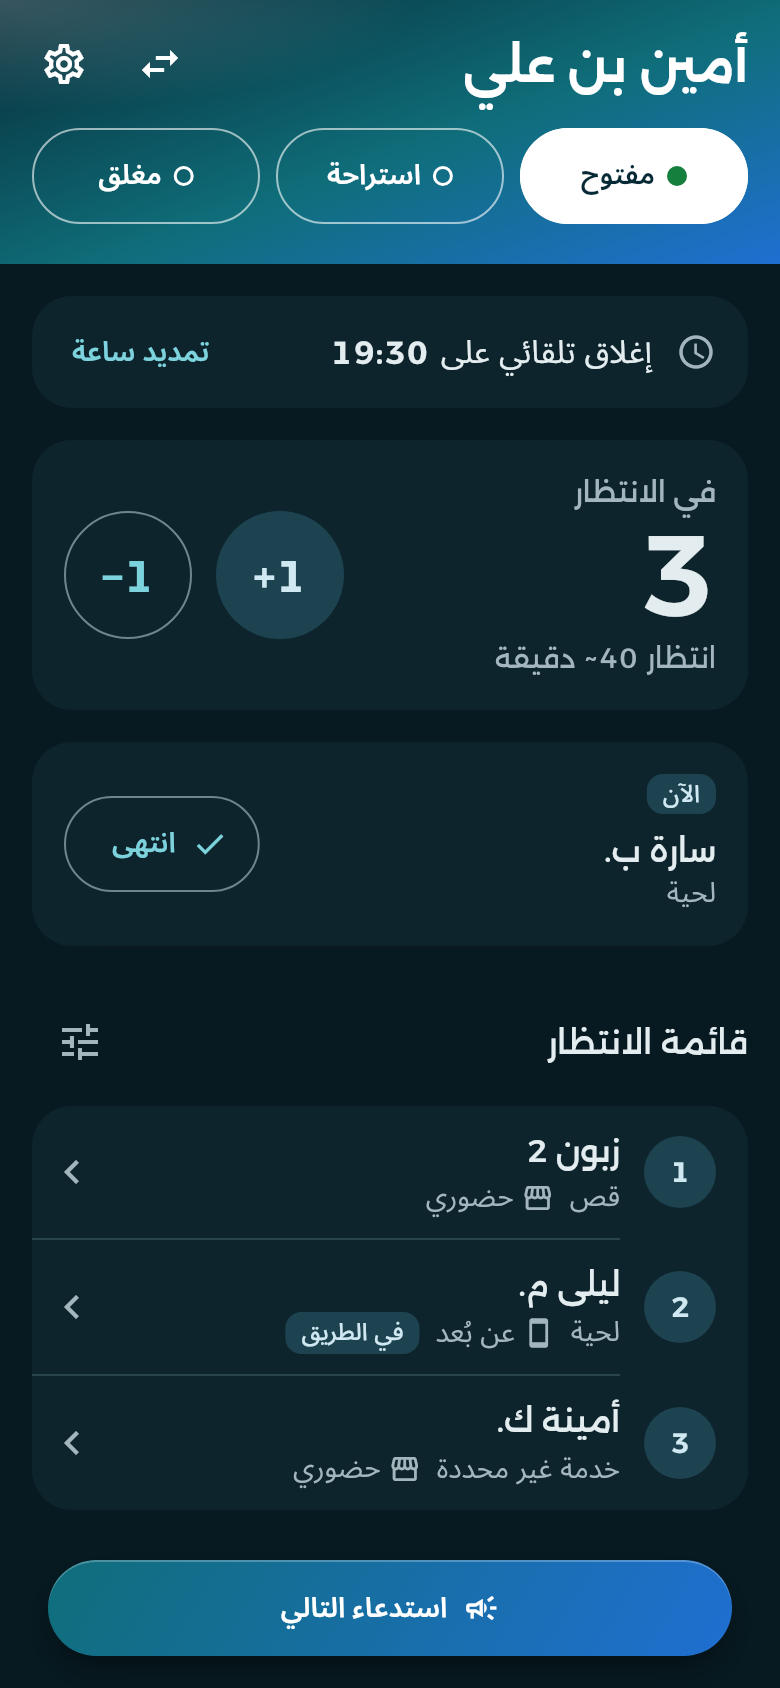 أمين بن علي
مفتوح
استراحة
مغلق
إغلاق تلقائي على 19:30
تمديد ساعة
في الانتظار
3
انتظار ~40 دقيقة
+1
−1
الآن
سارة ب.
لحية
انتهى
قائمة الانتظار
1
زبون 2
قص حضوري
2
ليلى م.
لحية عن بُعد في الطريق
3
أمينة ك.
خدمة غير محددة حضوري
استدعاء التالي